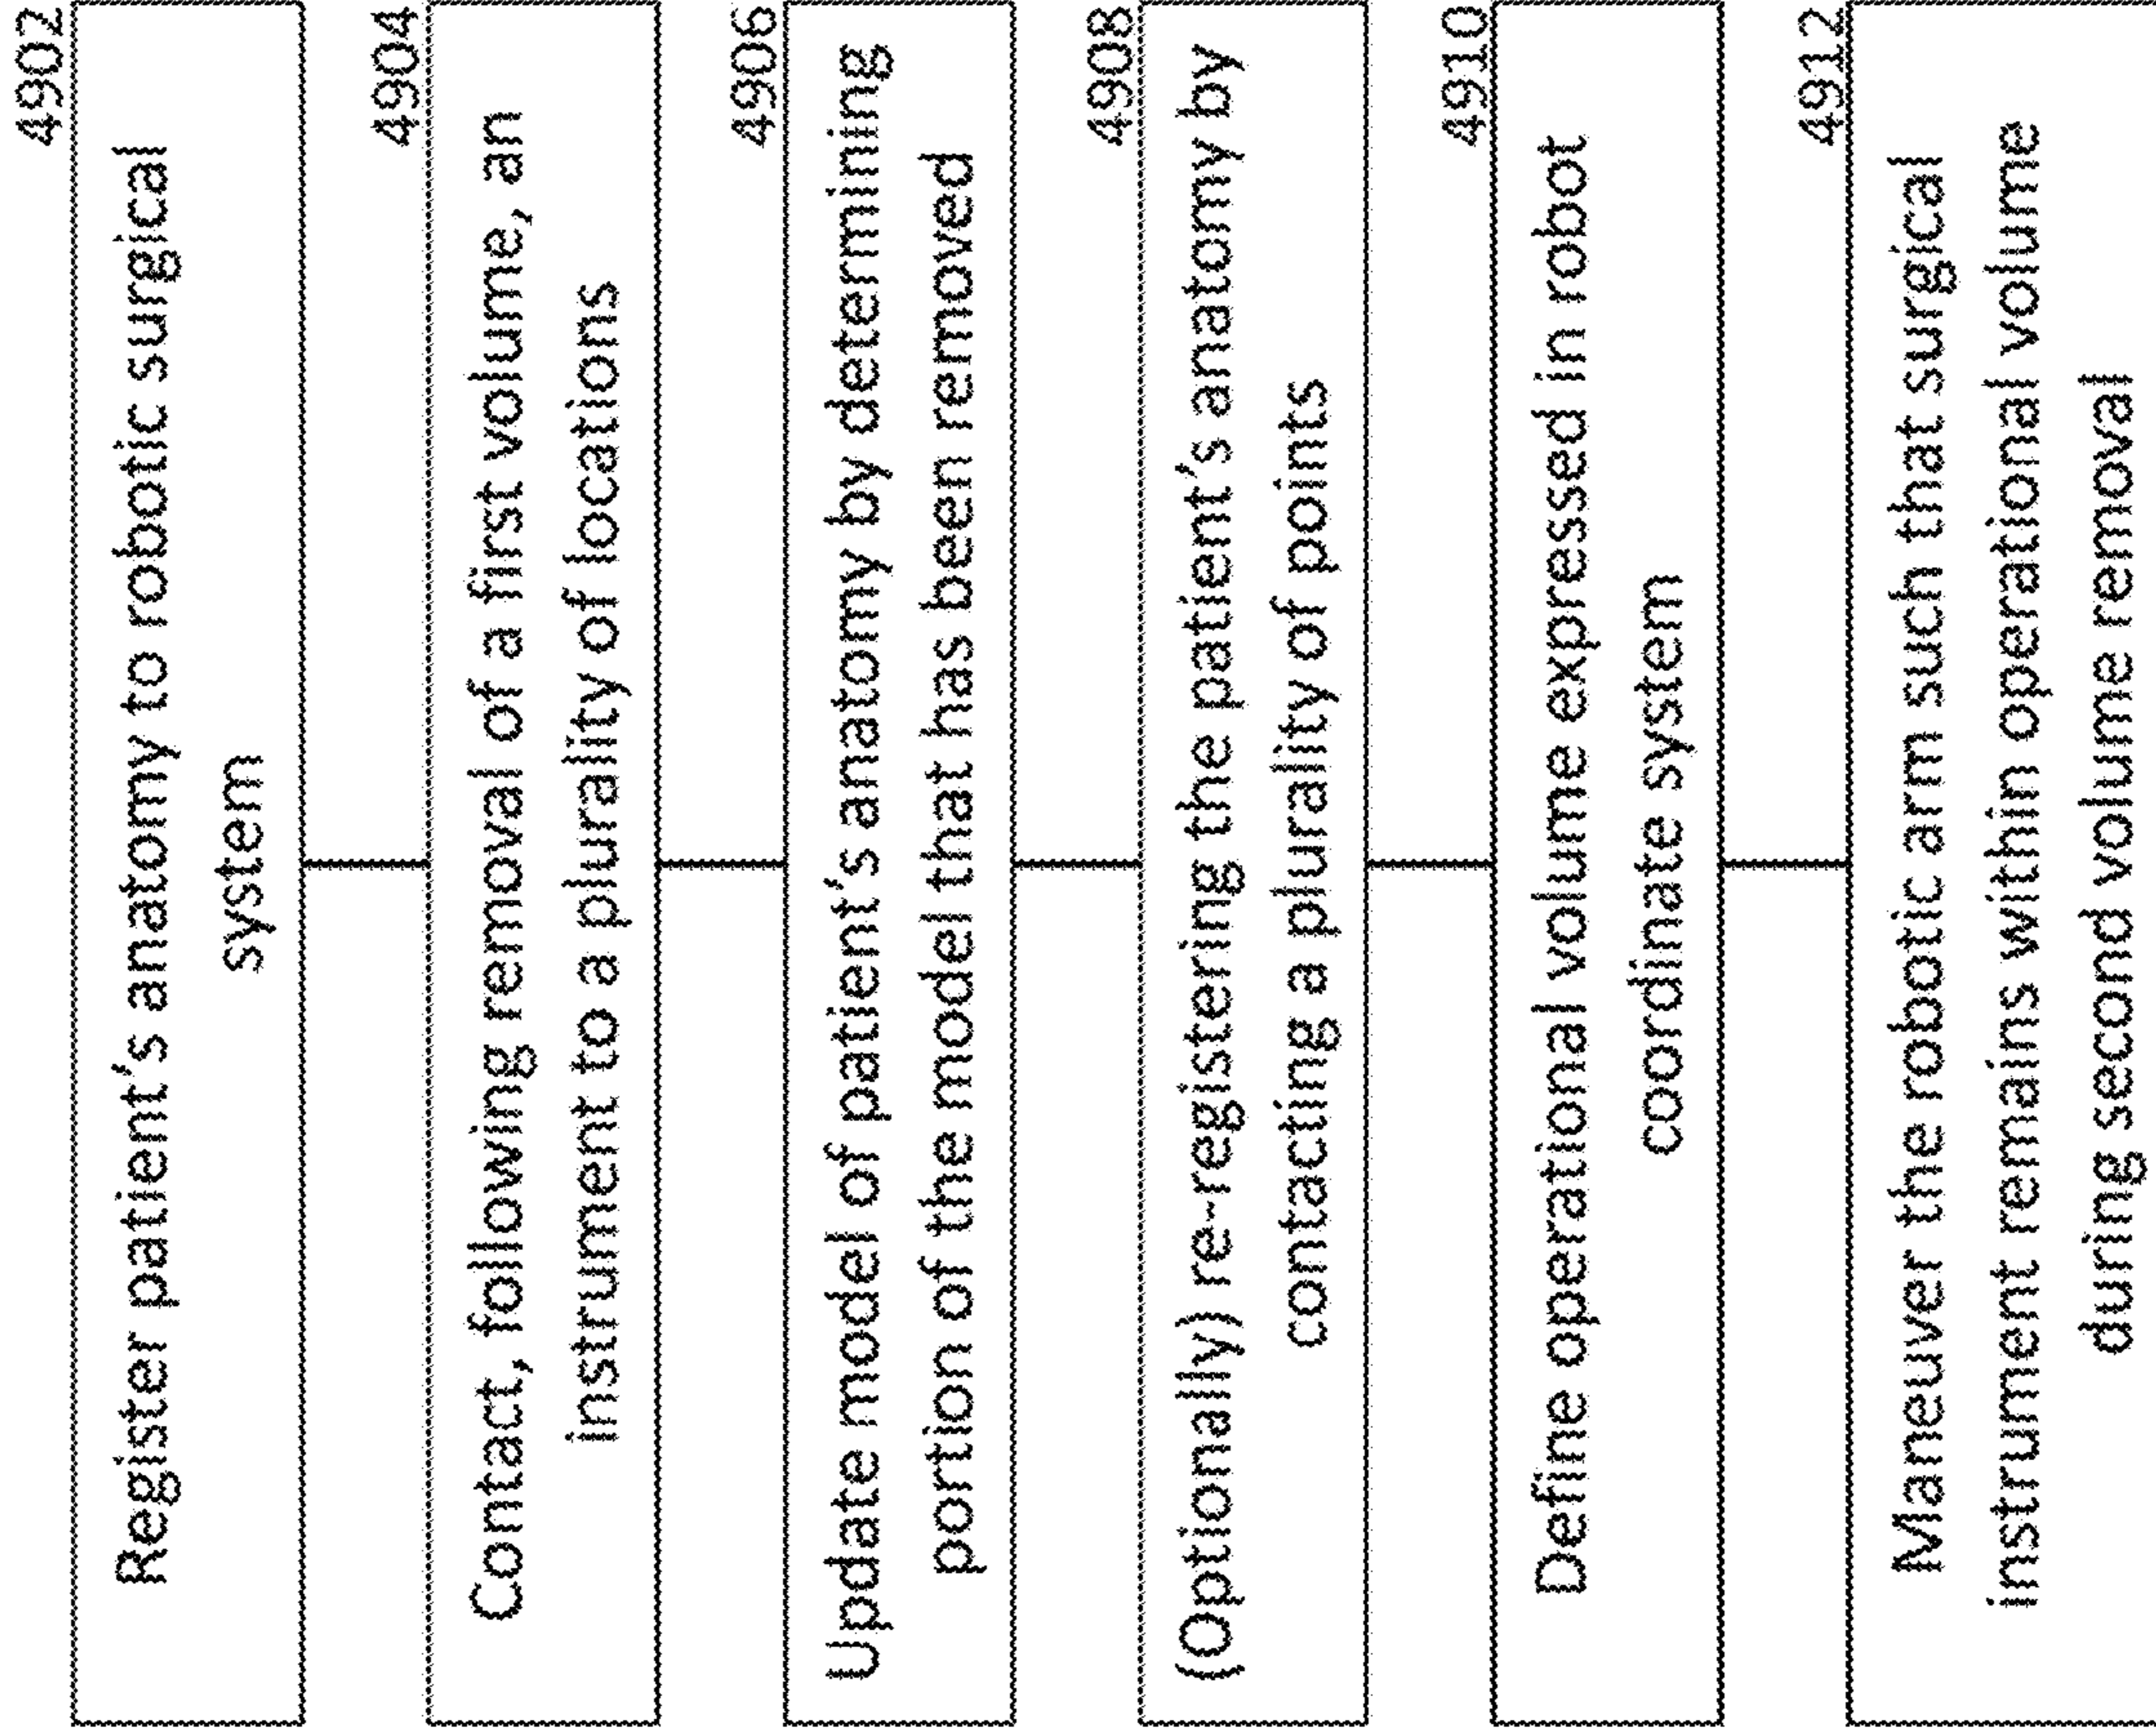 4902
Register patient's anatomy to robotic surgical
system
4904
Contact, following removal of a first volume, an
instrument to a plurality of locations
4906
Update model of patient's anatomy by determining
portion of the model that has been removed
4908
(Optionally) re-registering the patient's anatomy by
contacting a plurality of points
4910
Define operational volume expressed in robot
coordinate system
4912
Maneuver the robotic arm such that surgical
instrument remains within operational volume
during second volume removal